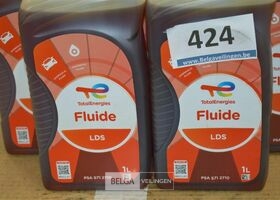 424
www.Belgavelingen.be
TotalEnergies
Fluide
LDS
PSA S71 2710
1L
TotalEnergies
Fluide
LDS
PSA S71 2710
1L
BELGA VEILINGEN